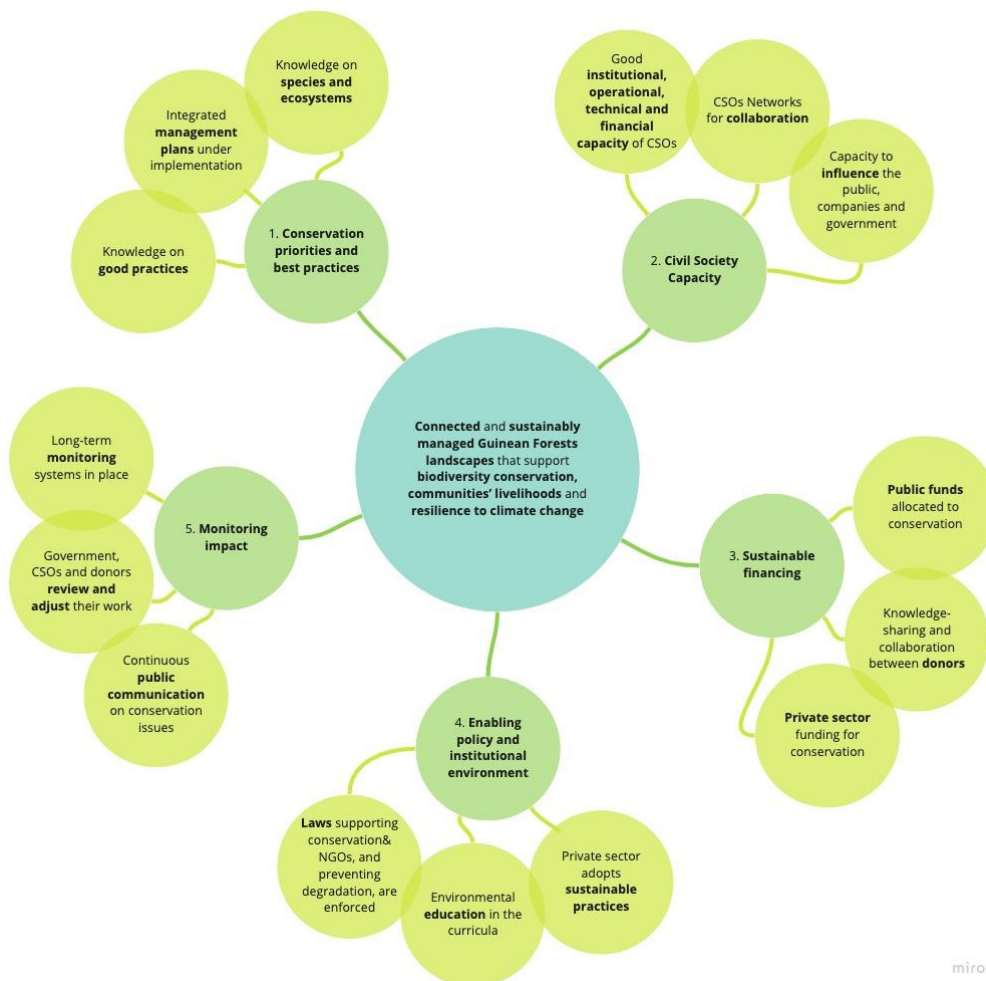 Knowledge on
species and
ecosystems
Integrated
management
plans under
implementation
Knowledge on
good practices
1. Conservation
priorities and
best practices
Good
institutional,
operational,
technical and
financial
capacity of CSOs
CSOs Networks
for collaboration
Capacity to
influence the
public,
companies and
government
2. Civil Society
Capacity
Connected and sustainably
managed Guinean Forests
landscapes that support
biodiversity conservation,
communities’ livelihoods and
resilience to climate change
Public funds
allocated to
conservation
3. Sustainable
financing
Knowledge-
sharing and
collaboration
between donors
Private sector
funding for
conservation
4. Enabling
policy and
institutional
environment
Laws supporting
conservation&
NGOs, and
preventing
degradation, are
enforced
Environmental
education in the
curricula
Private sector
adopts
sustainable
practices
5. Monitoring
impact
Long-term
monitoring
systems in place
Government,
CSOs and donors
review and
adjust their work
Continuous
public
communication
on conservation
issues
miro